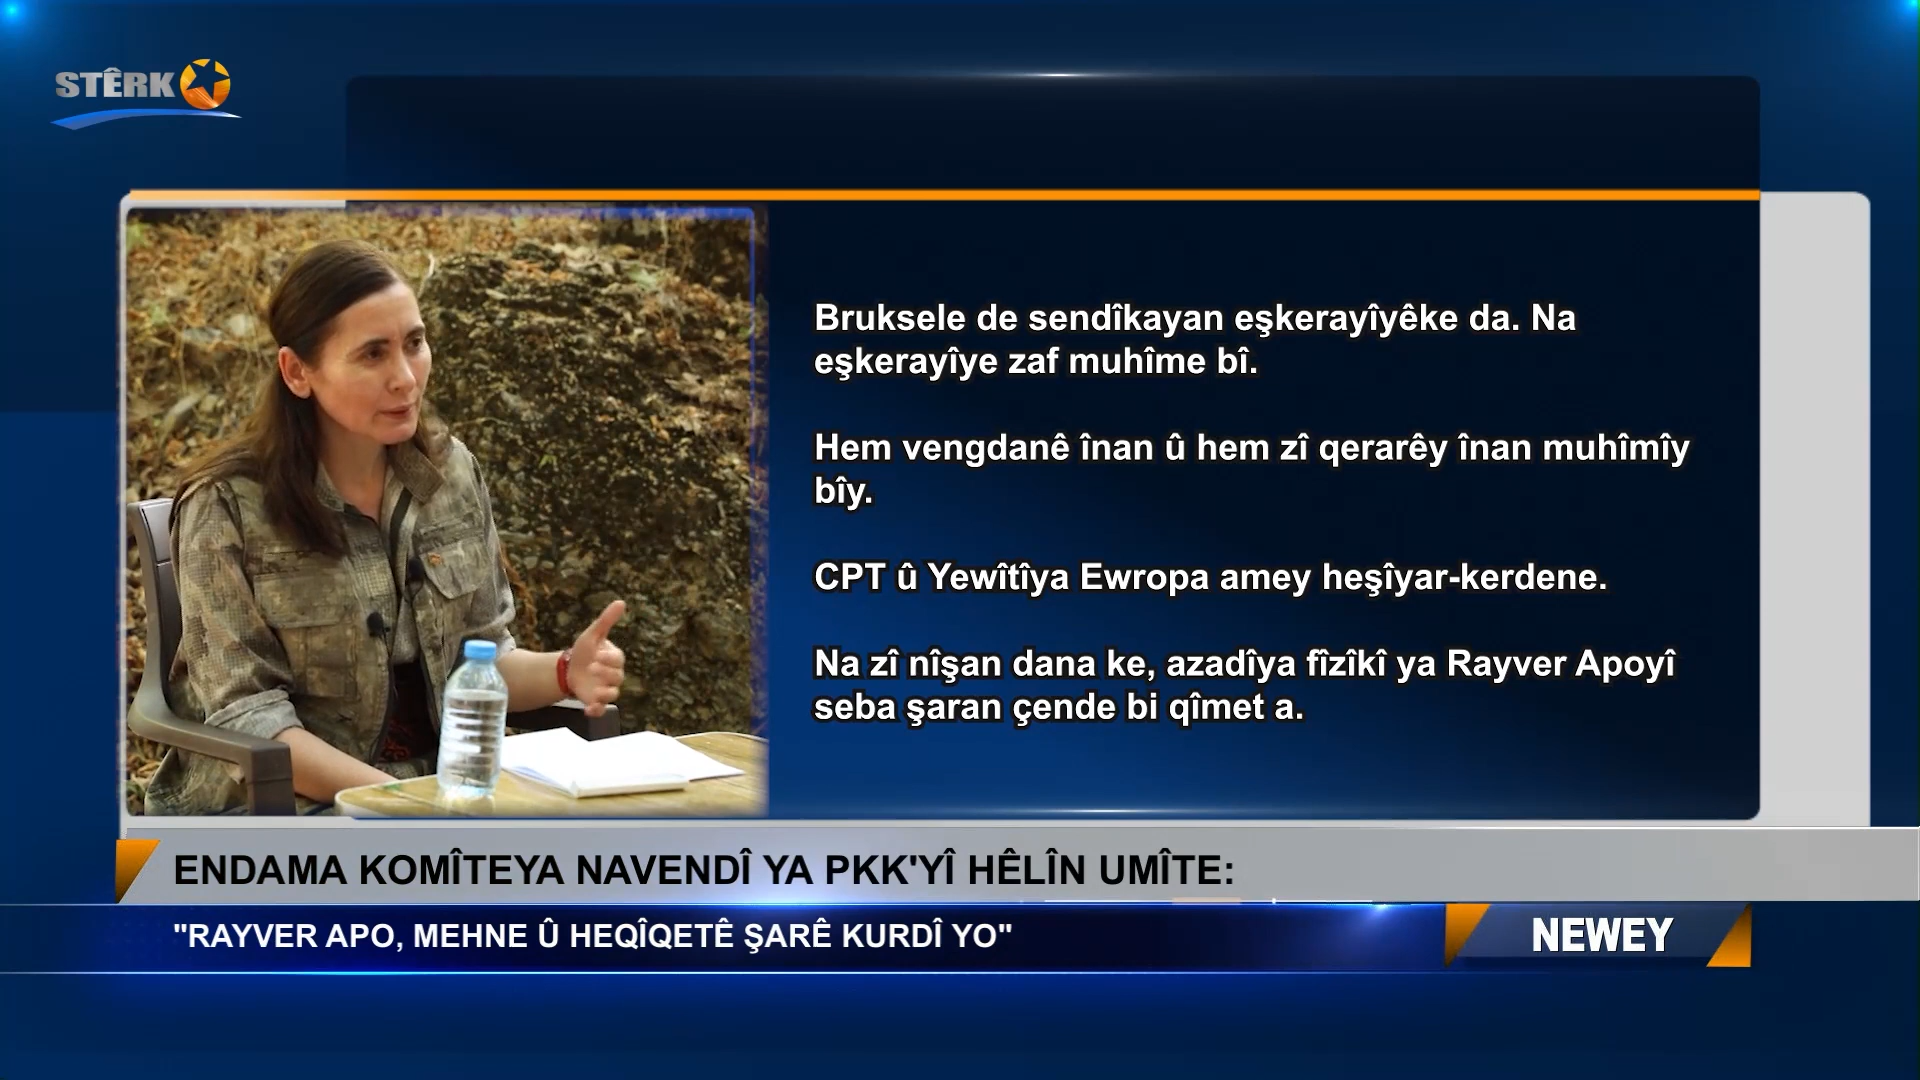 STÊRK
Bruksele de sendîkayan eşkerayîyêke da. Na
eşkerayîye zaf muhîme bî.
Hem vengdanê înan û hem zî qerarêy înan muhîmîy
bîy.
CPT û Yewîtîya Ewropa amey heşîyar-kerdene.
Na zî nîşan dana ke, azadîya fîzîkî ya Rayver Apoyî
seba şaran çende bi qîmet a.
ENDAMA KOMÎTEYA NAVENDÎ YA PKK'YÎ HÊLÎN UMÎTE:
"RAYVER APO, MEHNE Û HEQÎQETÊ ŞARÊ KURDÎ YO"
NEWEY